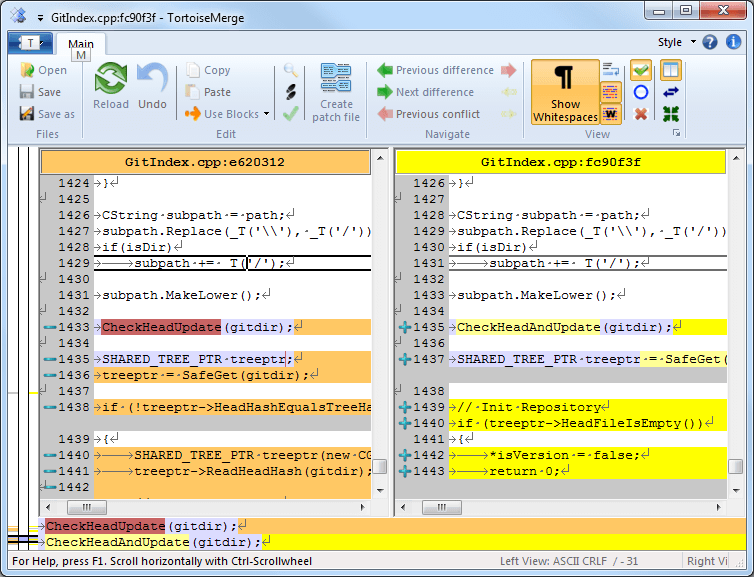 GitIndex.cpp:fc90f3f - TortoiseMerge
T
Main
M
Style
Open
Save
Save as
Files
Reload
Undo
Copy
Paste
Use Blocks
Edit
Create patch file
Previous difference
Next difference
Previous conflict
Navigate
Show Whitespaces
W
View
GitIndex.cpp:e620312
1424 }
1425
1426 CString subpath = path;
1427 subpath.Replace(_T('\\'), _T('/'))
1428 if(isDir)
1429 subpath += T('/');
1430
1431 subpath.MakeLower();
1432
1433 CheckHeadUpdate(gitdir);
1434
1435 SHARED_TREE_PTR treeptr;
1436 treeptr = SafeGet(gitdir);
1437
1438 if (!treeptr->HeadHashEqualsTreeHa
1439 {
1440 SHARED_TREE_PTR treeptr(new CG
1441 treeptr->ReadHeadHash(gitdir);
1442
GitIndex.cpp:fc90f3f
1426 }
1427
1428 CString subpath = path;
1429 subpath.Replace(_T('\\'), _T('/'))
1430 if(isDir)
1431 subpath += T('/');
1432
1433 subpath.MakeLower();
1434
1435 CheckHeadAndUpdate(gitdir);
1436
1437 SHARED_TREE_PTR treeptr = SafeGet(
1438
1439 // Init Repository
1440 if (treeptr->HeadFileIsEmpty())
1441 {
1442 *isVersion = false;
1443 return 0;
CheckHeadUpdate(gitdir);
CheckHeadAndUpdate(gitdir);
For Help, press F1. Scroll horizontally with Ctrl-Scrollwheel
Left View: ASCII CRLF / - 31
Right Vi